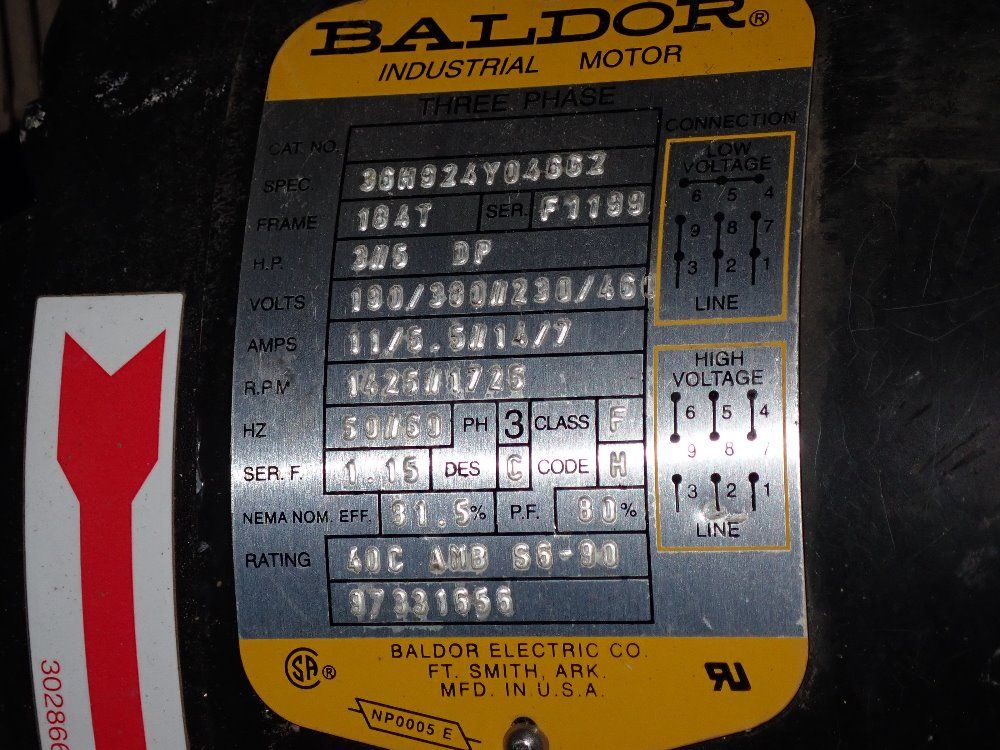 BALDOR®
INDUSTRIAL MOTOR
THREE PHASE
CAT NO.
SPEC. 36H924Y046G2
FRAME 184T SER. F1199
H.P. 3//5 DP
VOLTS 190/380//230/460
AMPS 11/5.5//14/7
R.P.M 1425//1725
HZ 50//60 PH 3 CLASS F
SER. F. 1.15 DES C CODE H
NEMA NOM. EFF. 81.5% P.F. 80%
RATING 40C AMB S6-90
97331656
CONNECTION
LOW
VOLTAGE
6 5 4
9 8 7
3 2 1
LINE
HIGH
VOLTAGE
6 5 4
9 8 7
3 2 1
LINE
SA®
BALDOR ELECTRIC CO.
FT. SMITH, ARK.
MFD. IN U.S.A.
RU
NP0005 E